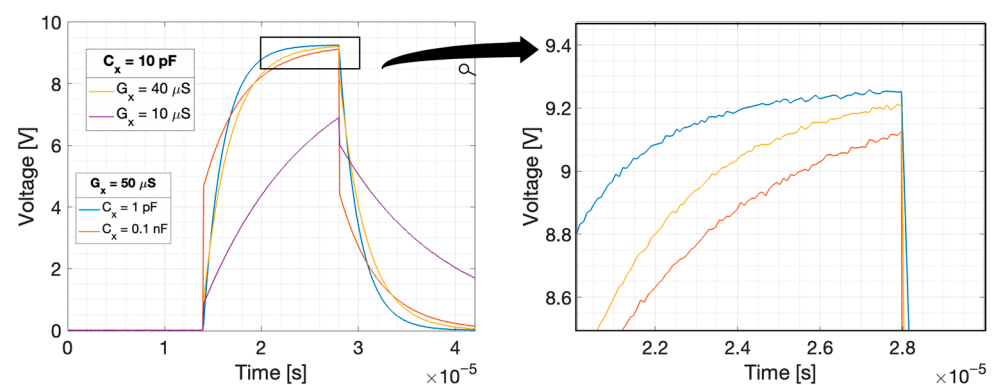 10
8
6
4
2
0
Voltage [V]
C_x = 10 pF
G_x = 40 μS
G_x = 10 μS
G_x = 50 μS
C_x = 1 pF
C_x = 0.1 nF
0 1 2 3 4
Time [s] ×10⁻⁵
9.4
9.2
9
8.8
8.6
Voltage [V]
2.2 2.4 2.6 2.8
Time [s] ×10⁻⁵